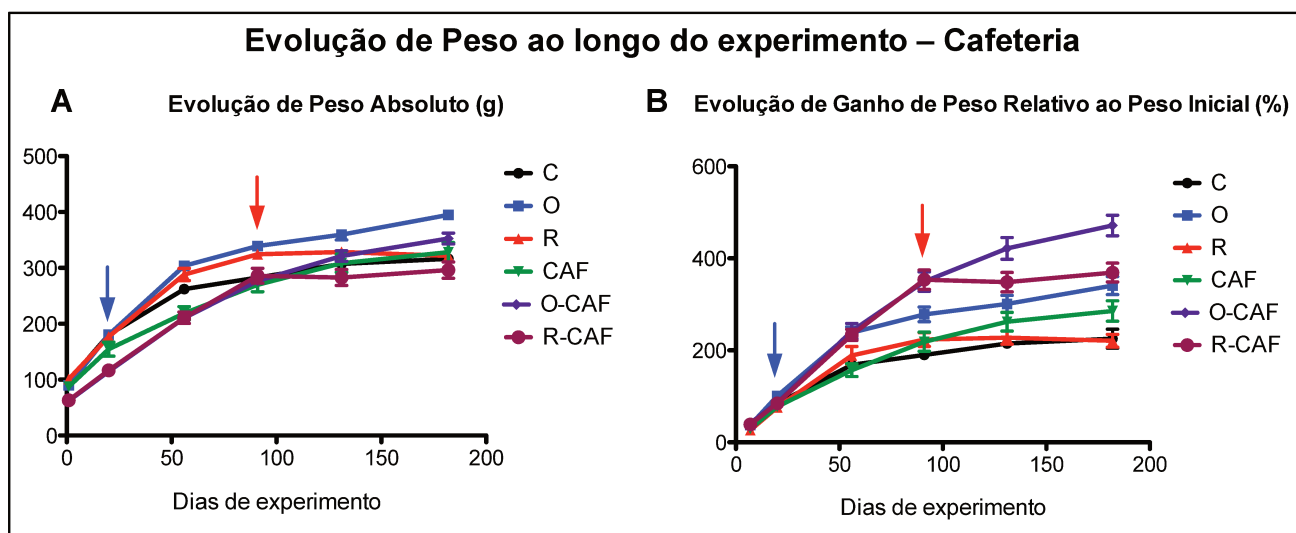 Evolução de Peso ao longo do experimento – Cafeteria
A
Evolução de Peso Absoluto (g)
500
400
300
200
100
0
0
50
100
150
200
Dias de experimento
C
O
R
CAF
O-CAF
R-CAF
B
Evolução de Ganho de Peso Relativo ao Peso Inicial (%)
600
400
200
0
0
50
100
150
200
Dias de experimento
C
O
R
CAF
O-CAF
R-CAF